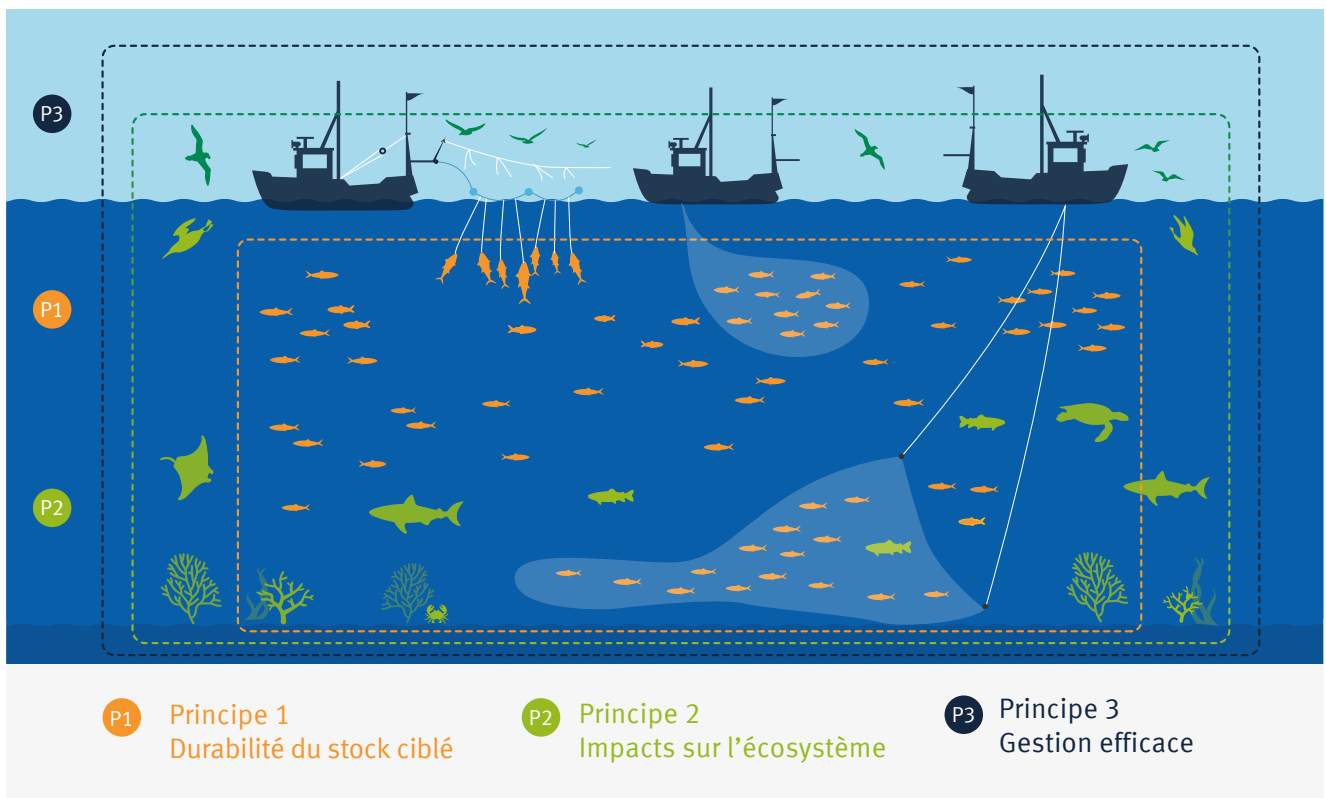 P3
P1
P2
P1 Principe 1
Durabilité du stock ciblé
P2 Principe 2
Impacts sur l'écosystème
P3 Principe 3
Gestion efficace